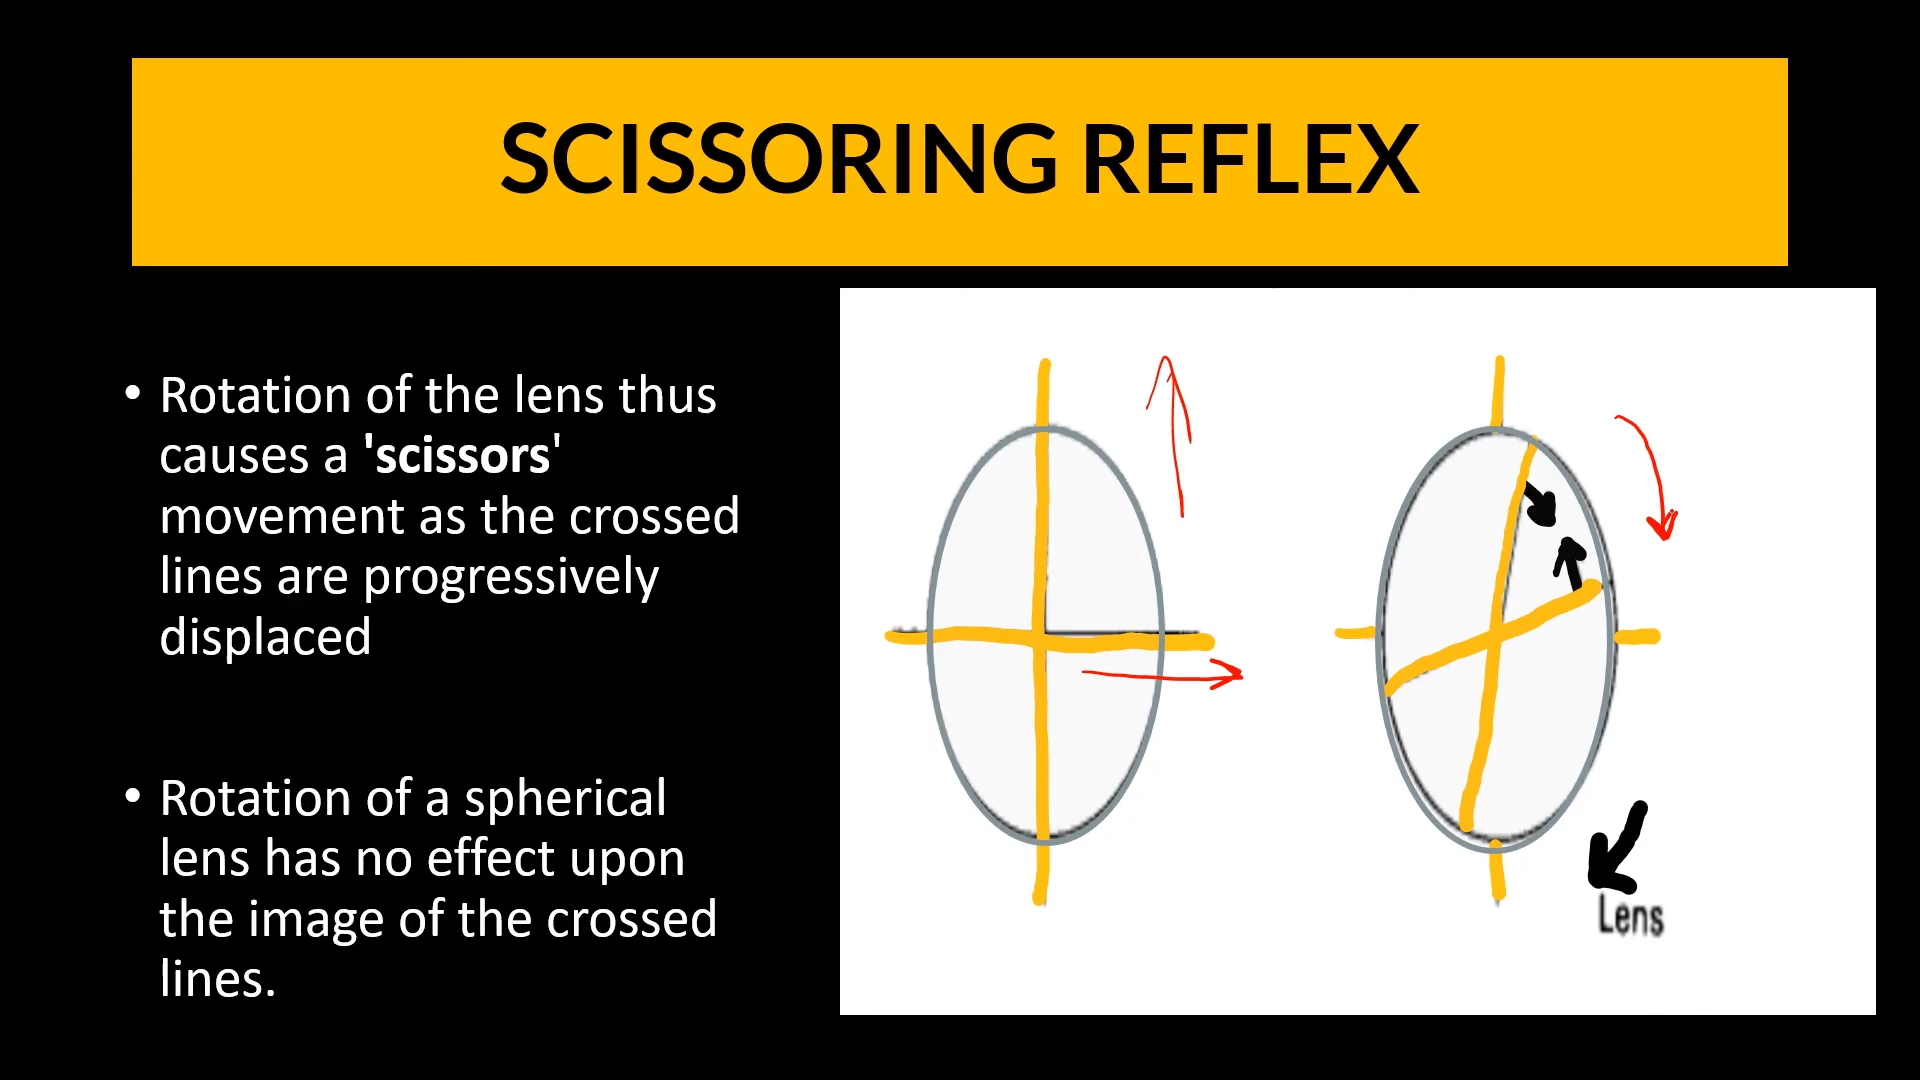 SCISSORING REFLEX
• Rotation of the lens thus
causes a 'scissors'
movement as the crossed
lines are progressively
displaced
• Rotation of a spherical
lens has no effect upon
the image of the crossed
lines.
Lens